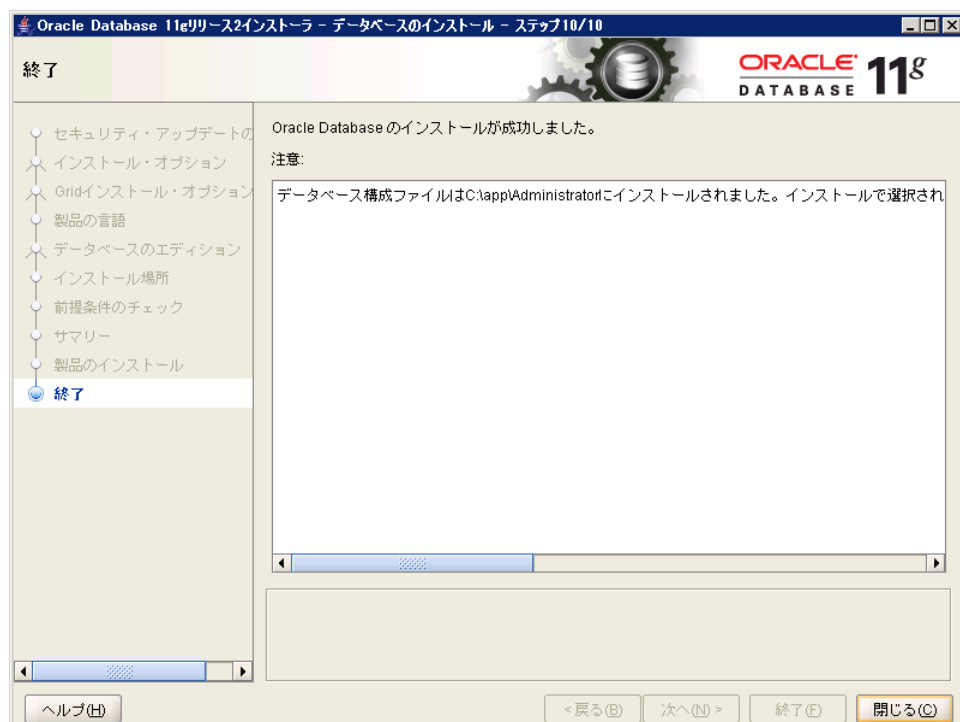 Oracle Database 11gリリース2インストーラ - データベースのインストール - ステップ10/10
終了
ORACLE
DATABASE
11g
セキュリティ・アップデートの
インストール・オプション
Gridインストール・オプション
製品の言語
データベースのエディション
インストール場所
前提条件のチェック
サマリー
製品のインストール
終了
Oracle Database のインストールが成功しました。
注意:
データベース構成ファイルはC:\app\Administratorにインストールされました。インストールで選択され
ヘルプ(H)
< 戻る(B)
次へ(N) >
終了(F)
閉じる(C)